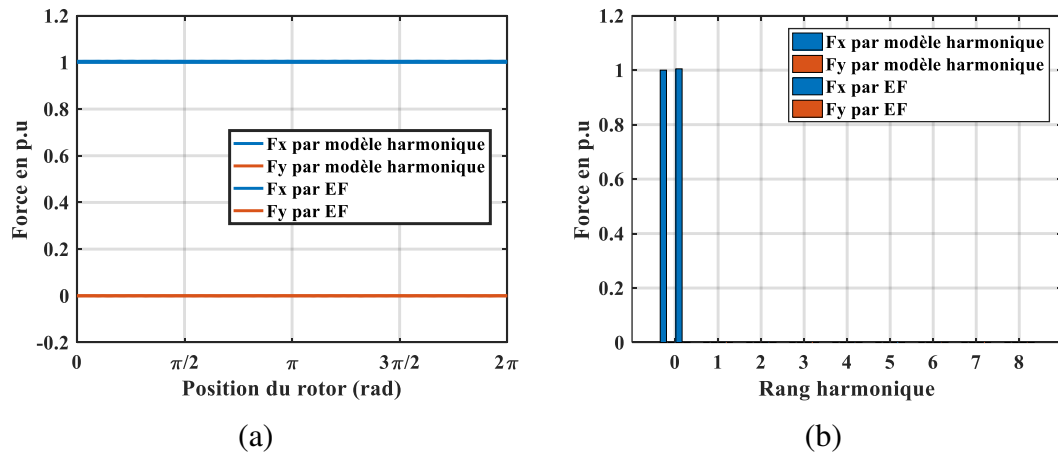 1.2
1
0.8
0.6
0.4
0.2
0
-0.2
Force en p.u
0
π/2
π
3π/2
2π
Position du rotor (rad)
Fx par modèle harmonique
Fy par modèle harmonique
Fx par EF
Fy par EF
(a)
1.2
1
0.8
0.6
0.4
0.2
0
Force en p.u
0 1 2 3 4 5 6 7 8
Rang harmonique
Fx par modèle harmonique
Fy par modèle harmonique
Fx par EF
Fy par EF
(b)